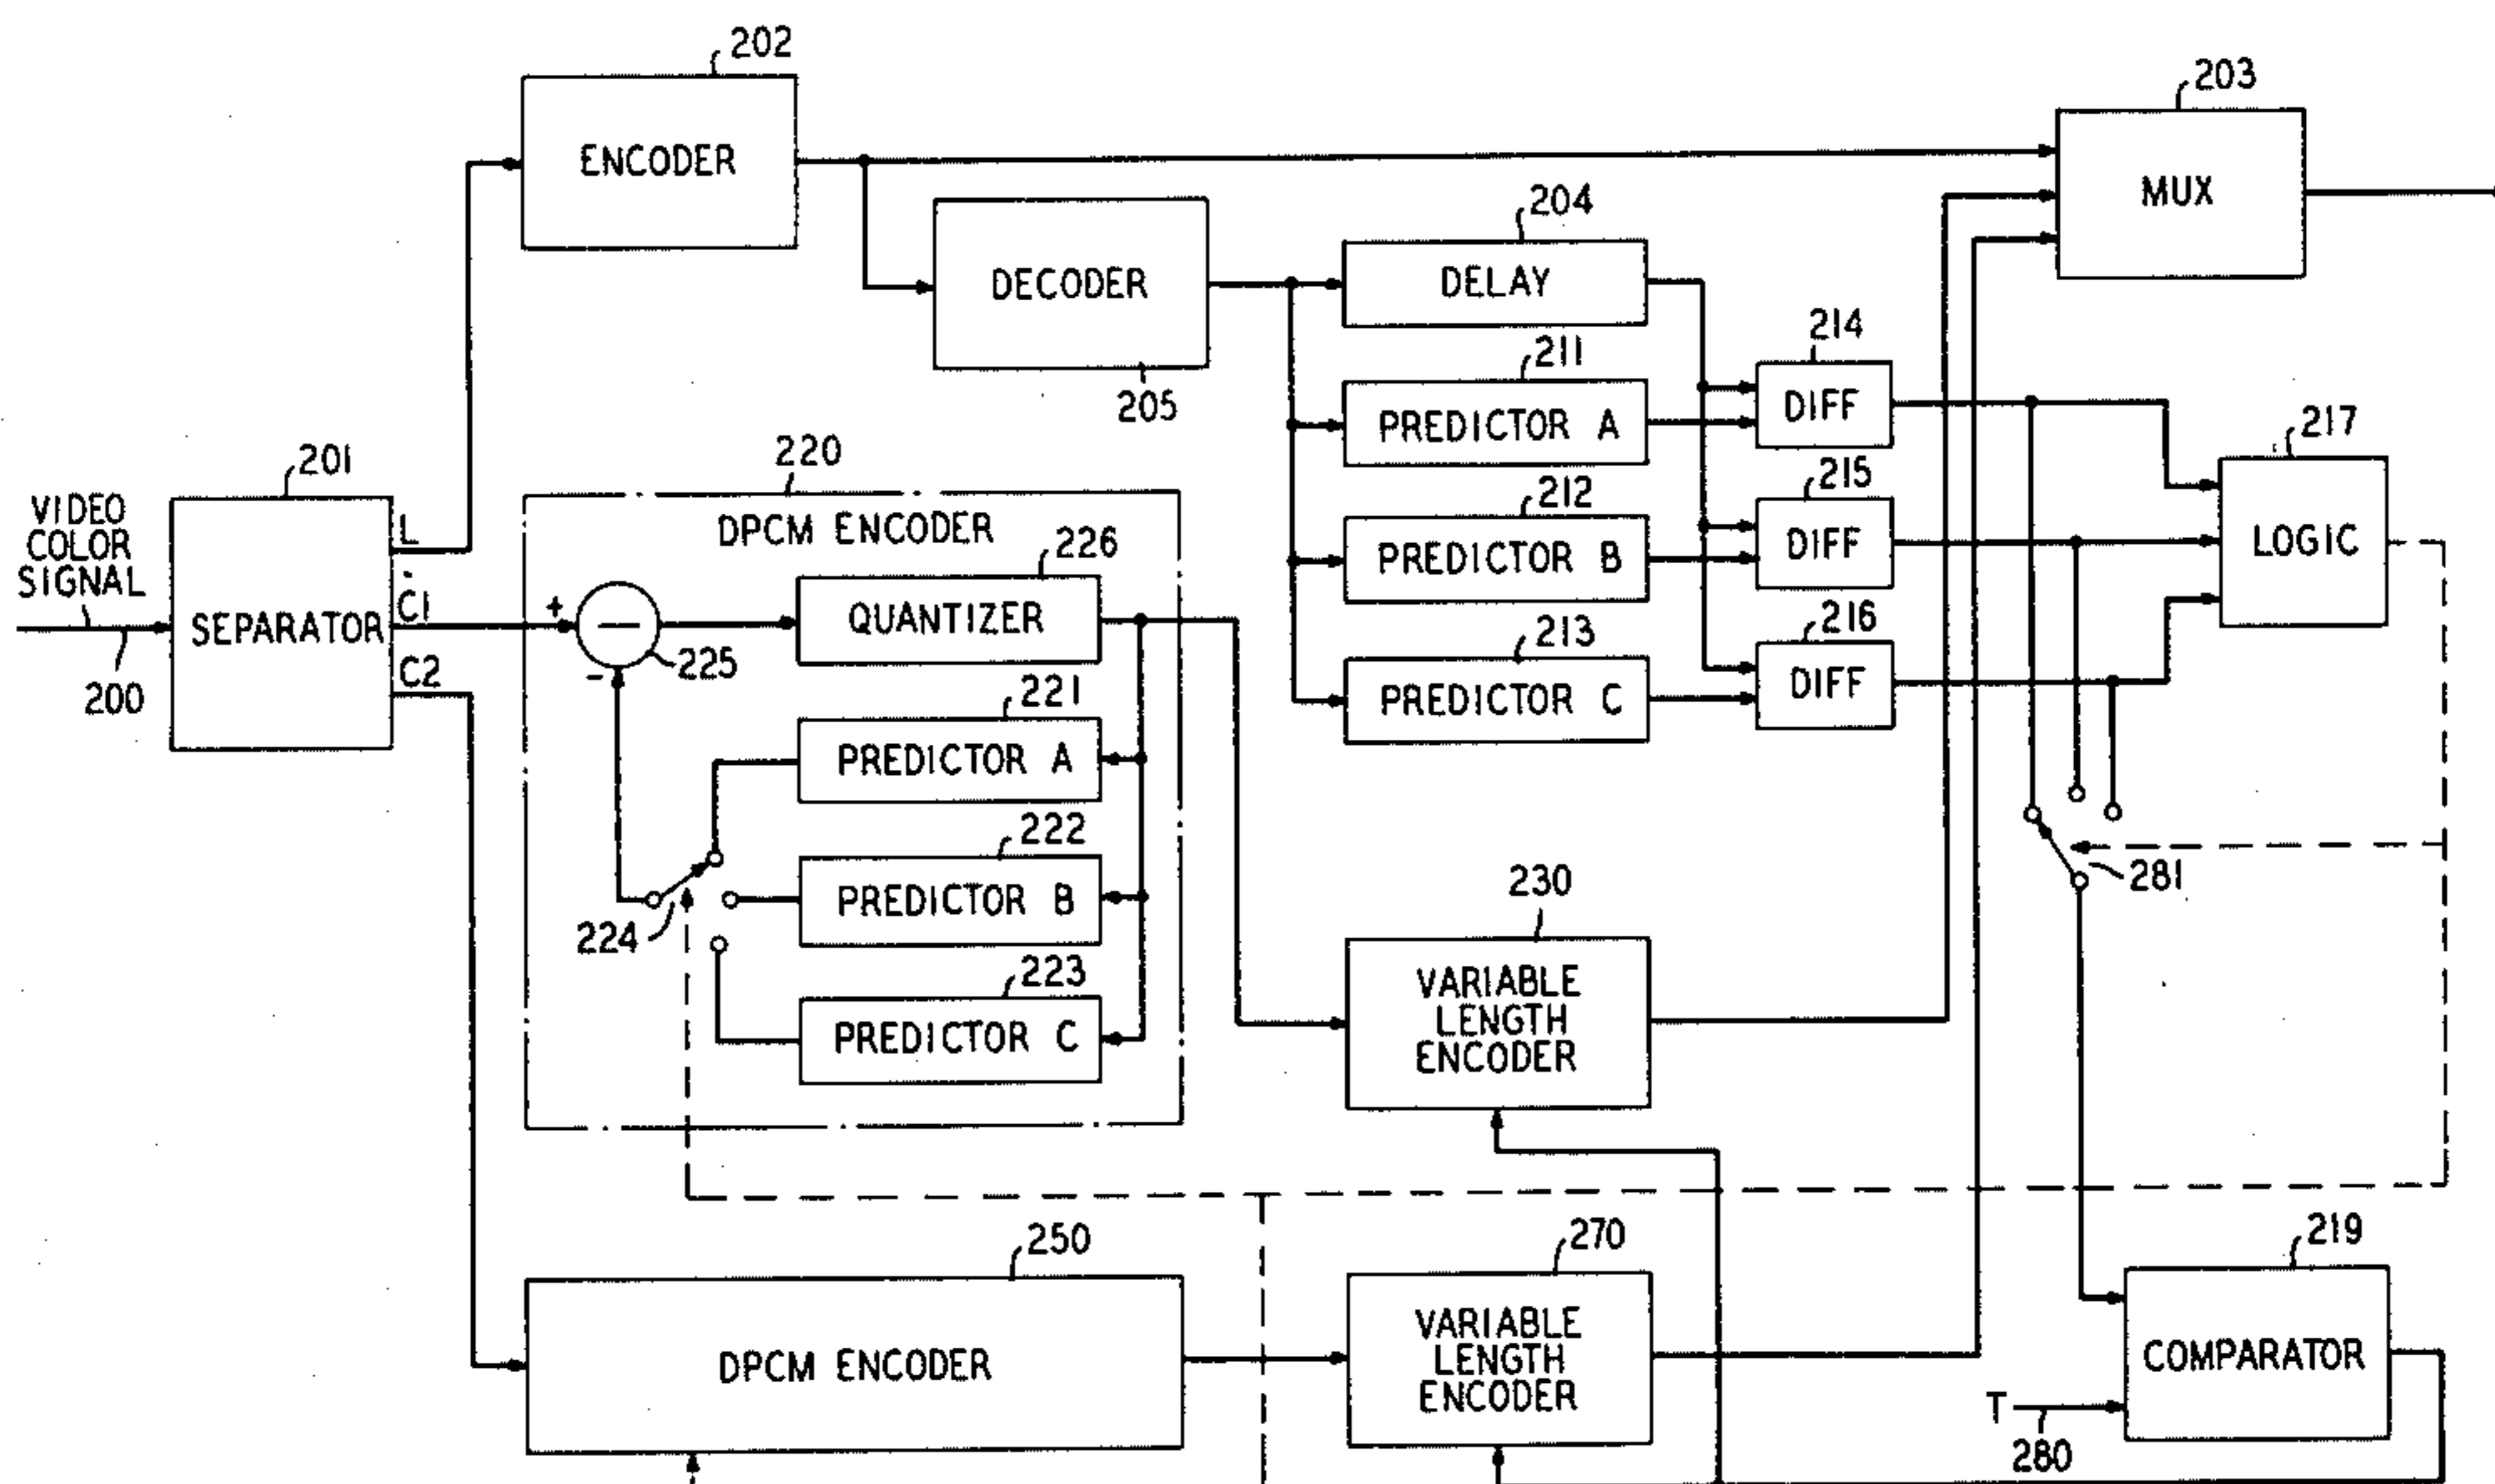 202
ENCODER
203
MUX
204
DELAY
DECODER
205
211
PREDICTOR A
212
PREDICTOR B
213
PREDICTOR C
214
DIFF
215
DIFF
216
DIFF
217
LOGIC
VIDEO
COLOR
SIGNAL
200
201
SEPARATOR
L
C1
C2
220
DPCM ENCODER
+
−
225
-
226
QUANTIZER
221
PREDICTOR A
222
PREDICTOR B
223
PREDICTOR C
224
281
230
VARIABLE
LENGTH
ENCODER
250
DPCM ENCODER
270
VARIABLE
LENGTH
ENCODER
219
COMPARATOR
T
280